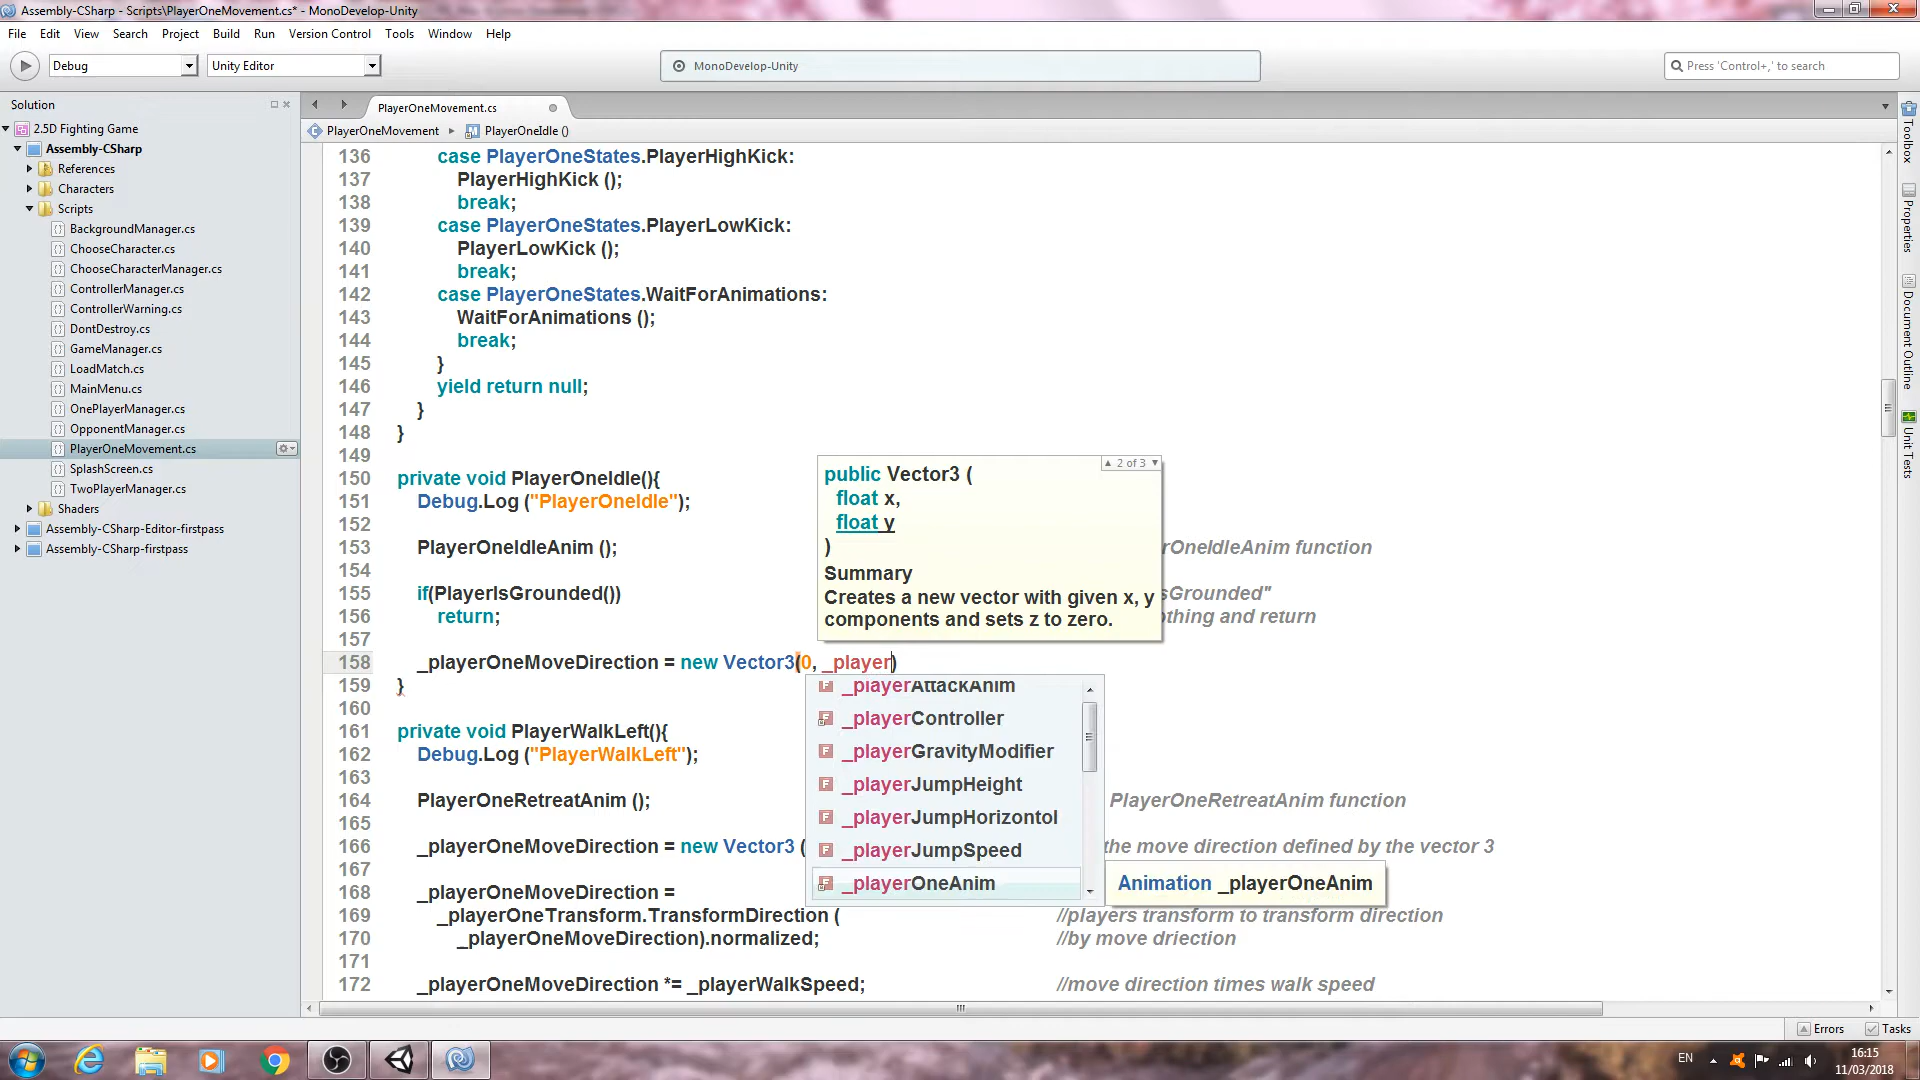 Assembly-CSharp - Scripts\PlayerOneMovement.cs* - MonoDevelop-Unity
File Edit View Search Project Build Run Version Control Tools Window Help
Debug Unity Editor MonoDevelop-Unity Press 'Control+,' to search
Solution
2.5D Fighting Game
Assembly-CSharp
References
Characters
Scripts
BackgroundManager.cs
ChooseCharacter.cs
ChooseCharacterManager.cs
ControllerManager.cs
ControllerWarning.cs
DontDestroy.cs
GameManager.cs
LoadMatch.cs
MainMenu.cs
OnePlayerManager.cs
OpponentManager.cs
PlayerOneMovement.cs
SplashScreen.cs
TwoPlayerManager.cs
Shaders
Assembly-CSharp-Editor-firstpass
Assembly-CSharp-firstpass
PlayerOneMovement.cs
PlayerOneMovement PlayerOneIdle ()
136 case PlayerOneStates.PlayerHighKick:
137 PlayerHighKick ();
138 break;
139 case PlayerOneStates.PlayerLowKick:
140 PlayerLowKick ();
141 break;
142 case PlayerOneStates.WaitForAnimations:
143 WaitForAnimations ();
144 break;
145 }
146 yield return null;
147 }
148 }
149
150 private void PlayerOneIdle(){
151 Debug.Log ("PlayerOneIdle");
152
153 PlayerOneIdleAnim (); rOneIdleAnim function
154
155 if(PlayerIsGrounded()) sGrounded"
156 return; othing and return
157
158 _playerOneMoveDirection = new Vector3(0, _player)
159 }
160
161 private void PlayerWalkLeft(){
162 Debug.Log ("PlayerWalkLeft");
163
164 PlayerOneRetreatAnim (); PlayerOneRetreatAnim function
165
166 _playerOneMoveDirection = new Vector3 ( the move direction defined by the vector 3
167
168 _playerOneMoveDirection =
169 _playerOneTransform.TransformDirection ( //players transform to transform direction
170 _playerOneMoveDirection).normalized; //by move driection
171
172 _playerOneMoveDirection *= _playerWalkSpeed; //move direction times walk speed
2 of 3
public Vector3 (
float x,
float y
)
Summary
Creates a new vector with given x, y
components and sets z to zero.
_playerAttackAnim
_playerController
_playerGravityModifier
_playerJumpHeight
_playerJumpHorizontol
_playerJumpSpeed
_playerOneAnim
Animation _playerOneAnim
Toolbox
Properties
Document Outline
Unit Tests
Errors Tasks
EN
16:15
11/03/2018